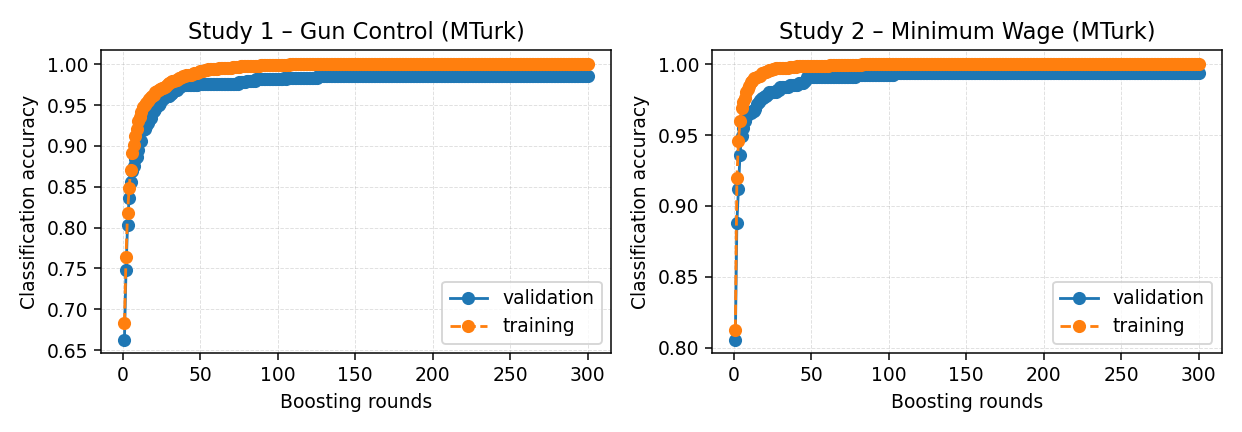 Study 1 – Gun Control (MTurk)
Classification accuracy
1.00
0.95
0.90
0.85
0.80
0.75
0.70
0.65
validation
training
0 50 100 150 200 250 300
Boosting rounds
Study 2 – Minimum Wage (MTurk)
Classification accuracy
1.00
0.95
0.90
0.85
0.80
validation
training
0 50 100 150 200 250 300
Boosting rounds